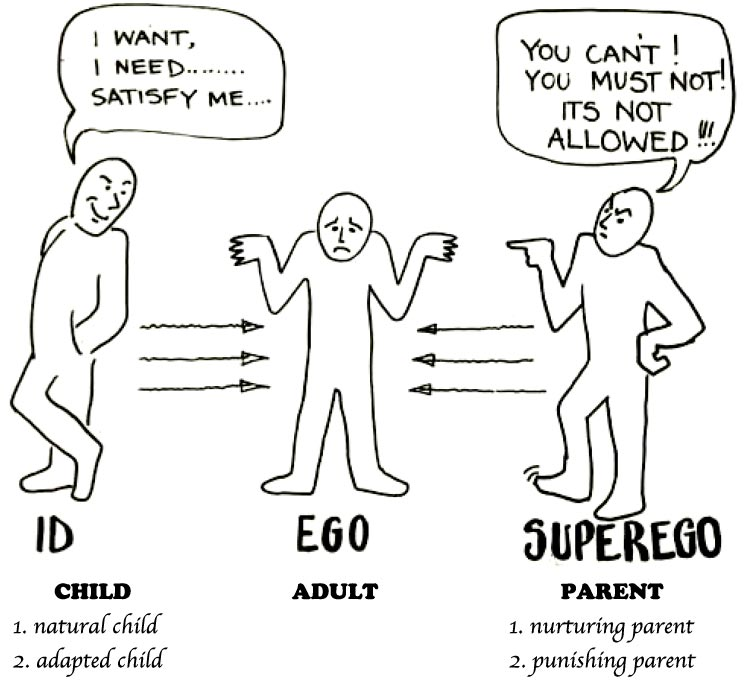 I WANT,
I NEED........
SATISFY ME....
YOU CAN'T!
YOU MUST NOT!
ITS NOT
ALLOWED !!!
ID
EGO
SUPEREGO
CHILD
ADULT
PARENT
1. natural child
2. adapted child
1. nurturing parent
2. punishing parent